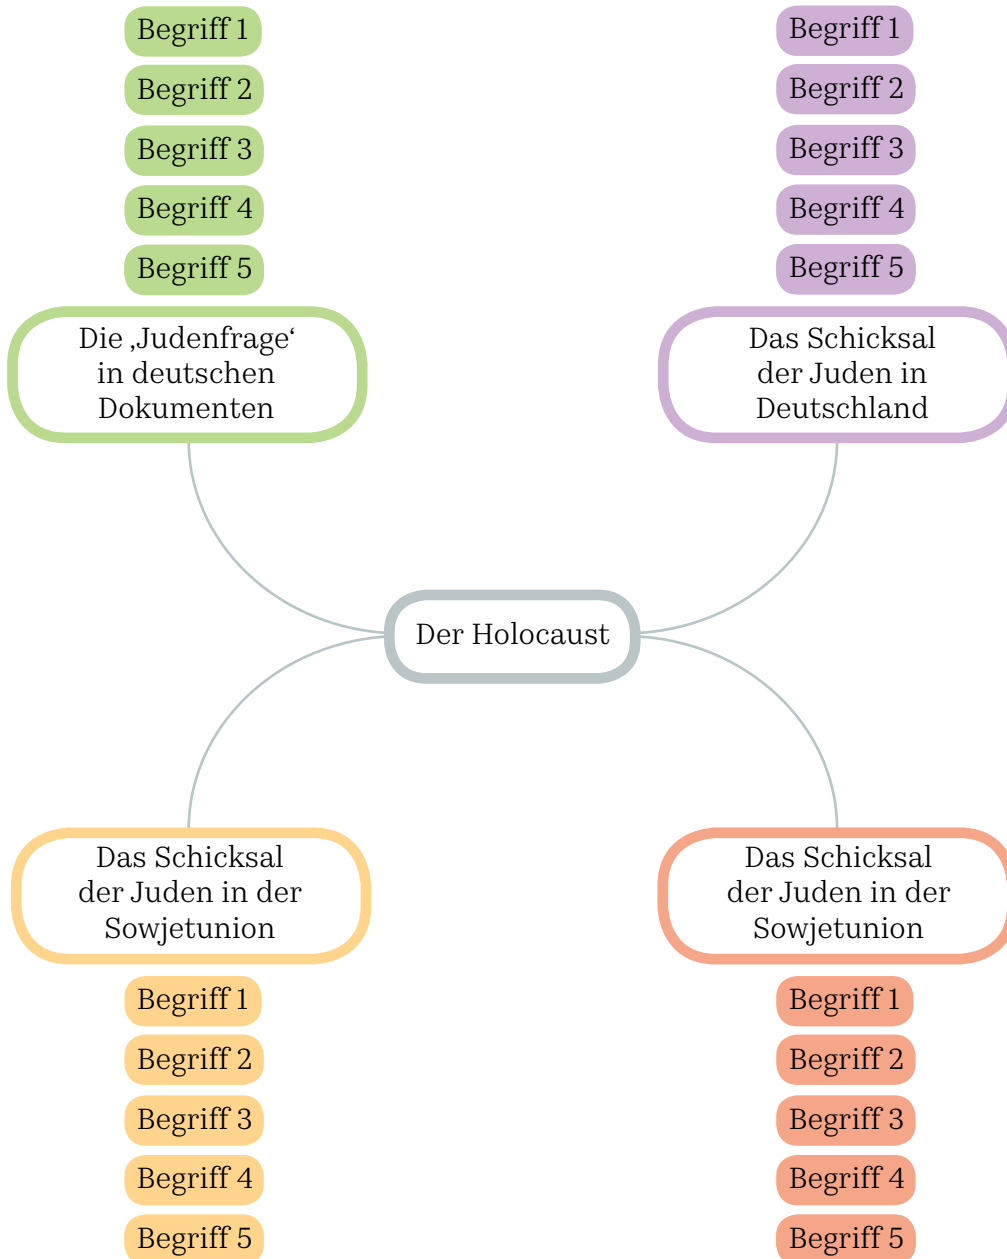 Begriff 1
Begriff 2
Begriff 3
Begriff 4
Begriff 5
Die ‚Judenfrage‘
in deutschen
Dokumenten
Begriff 1
Begriff 2
Begriff 3
Begriff 4
Begriff 5
Das Schicksal
der Juden in
Deutschland
Der Holocaust
Das Schicksal
der Juden in der
Sowjetunion
Begriff 1
Begriff 2
Begriff 3
Begriff 4
Begriff 5
Das Schicksal
der Juden in der
Sowjetunion
Begriff 1
Begriff 2
Begriff 3
Begriff 4
Begriff 5